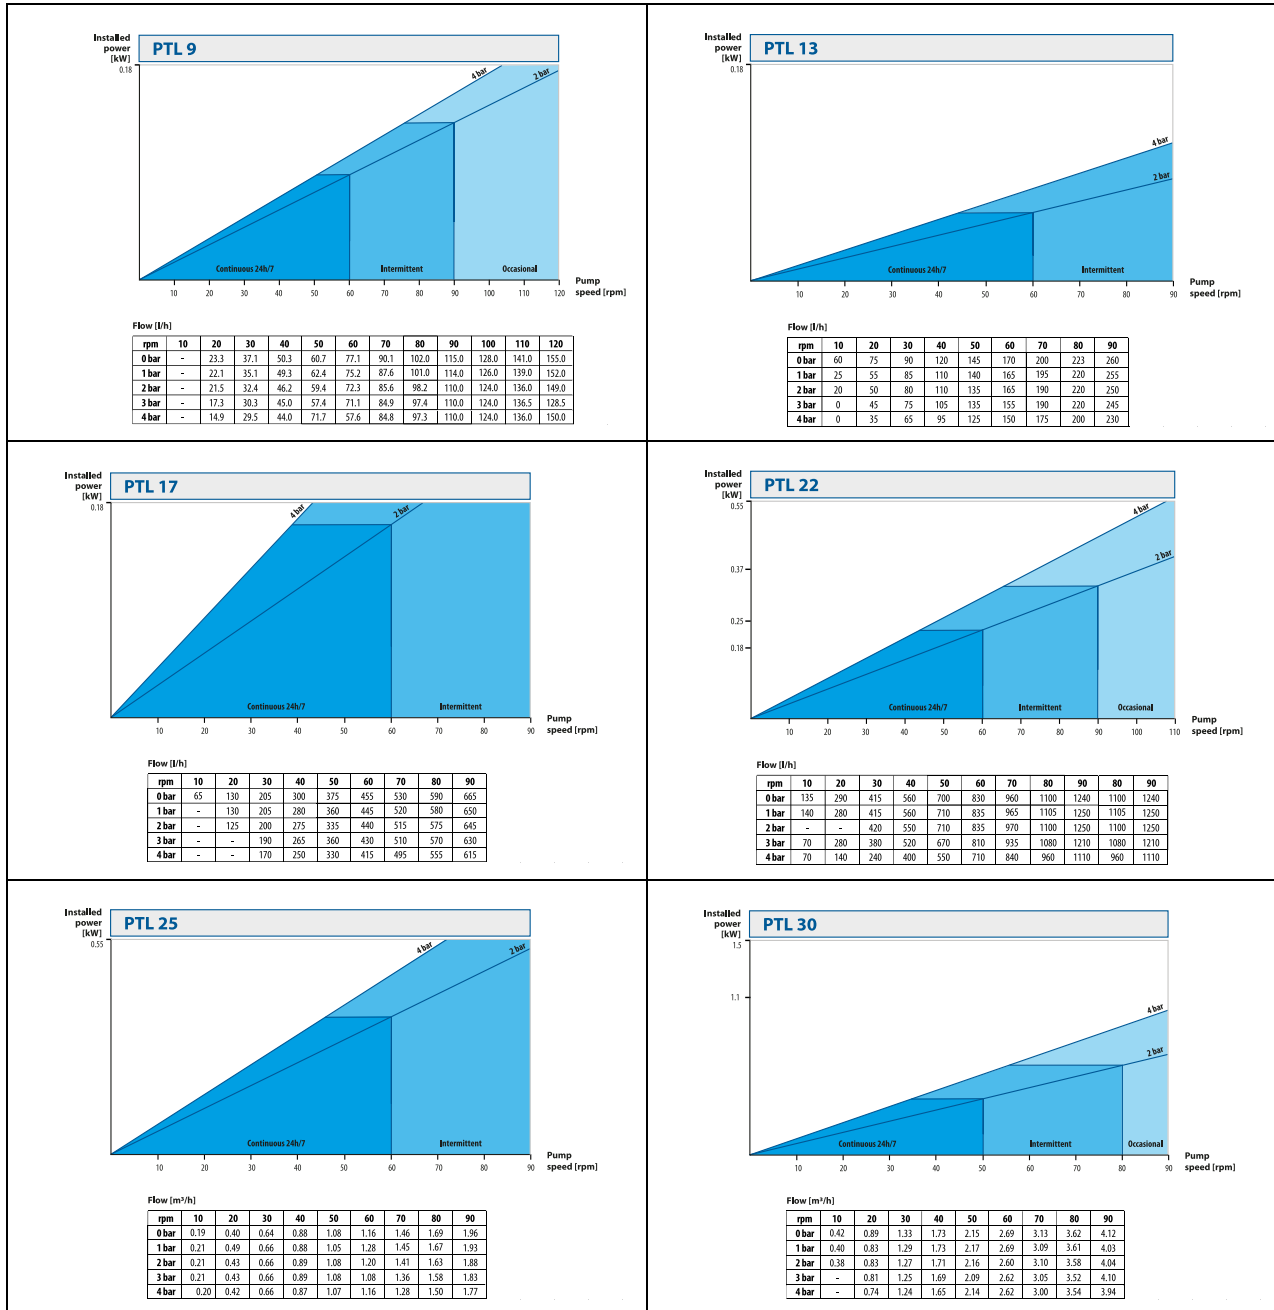 Installed
power
[kW]
PTL 9
0.18
4 bar
2 bar
Continuous 24h/7
Intermittent
Occasional
10 20 30 40 50 60 70 80 90 100 110 120
Pump
speed [rpm]
Flow [l/h]
rpm 10 20 30 40 50 60 70 80 90 100 110 120
0 bar - 23.3 37.1 50.3 60.7 77.1 90.1 102.0 115.0 128.0 141.0 155.0
1 bar - 22.1 35.1 49.3 62.4 75.2 87.6 101.0 114.0 126.0 139.0 152.0
2 bar - 21.5 32.4 46.2 59.4 72.3 85.6 98.2 110.0 124.0 136.0 149.0
3 bar - 17.3 30.3 45.0 57.4 71.1 84.9 97.4 110.0 124.0 136.5 128.5
4 bar - 14.9 29.5 44.0 71.7 57.6 84.8 97.3 110.0 124.0 136.0 150.0
Installed
power
[kW]
PTL 13
0.18
4 bar
2 bar
Continuous 24h/7
Intermittent
10 20 30 40 50 60 70 80 90
Pump
speed [rpm]
Flow [l/h]
rpm 10 20 30 40 50 60 70 80 90
0 bar 60 75 90 120 145 170 200 223 260
1 bar 25 55 85 110 140 165 195 220 255
2 bar 20 50 80 110 135 165 190 220 250
3 bar 0 45 75 105 135 155 190 220 245
4 bar 0 35 65 95 125 150 175 200 230
Installed
power
[kW]
PTL 17
0.18
4 bar
2 bar
Continuous 24h/7
Intermittent
10 20 30 40 50 60 70 80 90
Pump
speed [rpm]
Flow [l/h]
rpm 10 20 30 40 50 60 70 80 90
0 bar 65 130 205 300 375 455 530 590 665
1 bar - 130 205 280 360 445 520 580 650
2 bar - 125 200 275 335 440 515 575 645
3 bar - - 190 265 360 430 510 570 630
4 bar - - 170 250 330 415 495 555 615
Installed
power
[kW]
PTL 22
0.55
0.37
0.25
0.18
4 bar
2 bar
Continuous 24h/7
Intermittent
Occasional
10 20 30 40 50 60 70 80 90 100 110
Pump
speed [rpm]
Flow [l/h]
rpm 10 20 30 40 50 60 70 80 90 80 90
0 bar 135 290 415 560 700 830 960 1100 1240 1100 1240
1 bar 140 280 415 560 710 835 965 1105 1250 1105 1250
2 bar - - 420 550 710 835 970 1100 1250 1100 1250
3 bar 70 280 380 520 670 810 935 1080 1210 1080 1210
4 bar 70 140 240 400 550 710 840 960 1110 960 1110
Installed
power
[kW]
PTL 25
0.55
4 bar
2 bar
Continuous 24h/7
Intermittent
10 20 30 40 50 60 70 80 90
Pump
speed [rpm]
Flow [m³/h]
rpm 10 20 30 40 50 60 70 80 90
0 bar 0.19 0.40 0.64 0.88 1.08 1.16 1.46 1.69 1.96
1 bar 0.21 0.49 0.66 0.88 1.05 1.28 1.45 1.67 1.93
2 bar 0.21 0.43 0.66 0.89 1.08 1.20 1.41 1.63 1.88
3 bar 0.21 0.43 0.66 0.89 1.08 1.08 1.36 1.58 1.83
4 bar 0.20 0.42 0.66 0.87 1.07 1.16 1.28 1.50 1.77
Installed
power
[kW]
PTL 30
1.5
1.1
4 bar
2 bar
Continuous 24h/7
Intermittent
Occasional
10 20 30 40 50 60 70 80 90
Pump
speed [rpm]
Flow [m³/h]
rpm 10 20 30 40 50 60 70 80 90
0 bar 0.42 0.89 1.33 1.73 2.15 2.69 3.13 3.62 4.12
1 bar 0.40 0.83 1.29 1.73 2.17 2.69 3.09 3.61 4.03
2 bar 0.38 0.83 1.27 1.71 2.16 2.60 3.10 3.58 4.04
3 bar - 0.81 1.25 1.69 2.09 2.62 3.05 3.52 4.10
4 bar - 0.74 1.24 1.65 2.14 2.62 3.00 3.54 3.94